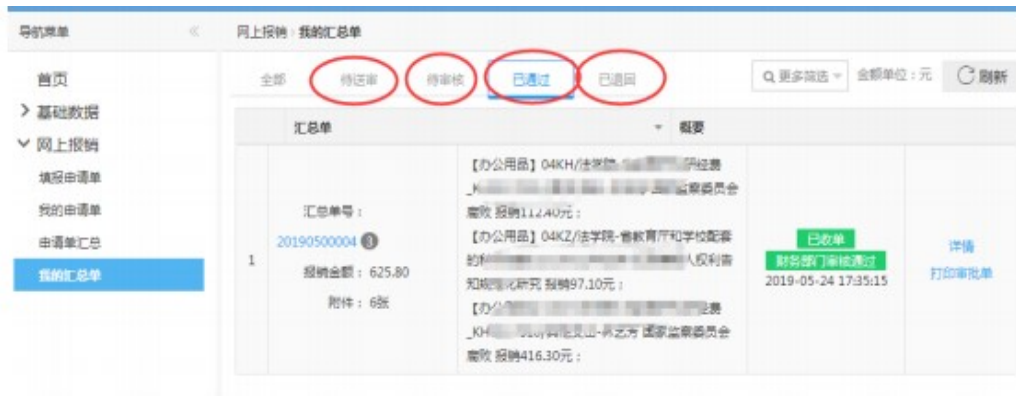 导航菜单
网上报销 我的汇总单
首页
基础数据
网上报销
填报申请单
我的申请单
申请单汇总
我的汇总单
全部 待送审 待审核 已通过 已退回
更多筛选 金额单位：元 刷新
汇总单 概要
1
汇总单号：
20190500004 3
报销金额：625.80
附件：6张
【办公用品】04KH/法学院
监察委员会
腐败 报销112.40元；
【办公用品】04KZ/法学院-省教育厅和学校配套
的科 人权利告
知规范化研究 报销97.10元；
【办
_KH 国家监察委员会
腐败 报销416.30元；
已收单
财务部门审核通过
2019-05-24 17:35:15
详情
打印审批单